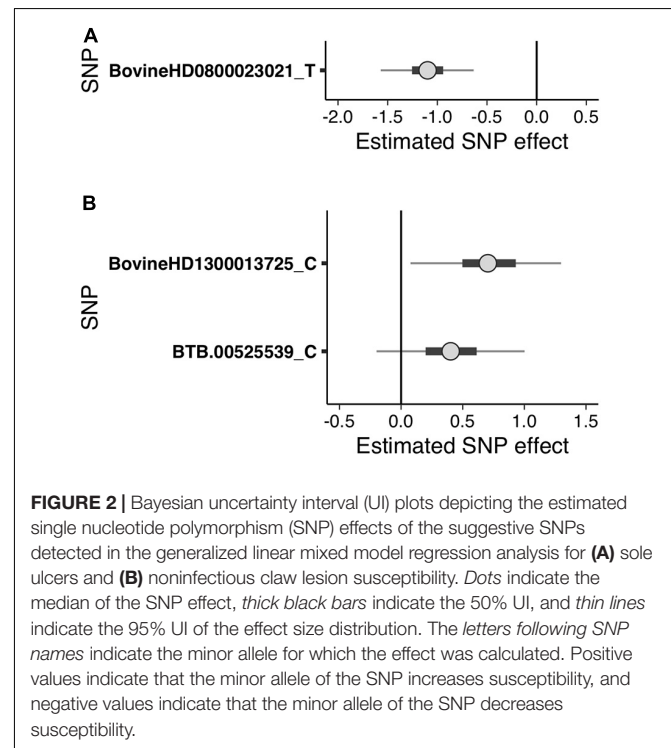 A
SNP
BovineHD0800023021_T
-2.0 -1.5 -1.0 -0.5 0.0 0.5
Estimated SNP effect
B
SNP
BovineHD1300013725_C
BTB.00525539_C
-0.5 0.0 0.5 1.0 1.5
Estimated SNP effect
FIGURE 2 | Bayesian uncertainty interval (UI) plots depicting the estimated
single nucleotide polymorphism (SNP) effects of the suggestive SNPs
detected in the generalized linear mixed model regression analysis for (A) sole
ulcers and (B) noninfectious claw lesion susceptibility. Dots indicate the
median of the SNP effect, thick black bars indicate the 50% UI, and thin lines
indicate the 95% UI of the effect size distribution. The letters following SNP
names indicate the minor allele for which the effect was calculated. Positive
values indicate that the minor allele of the SNP increases susceptibility, and
negative values indicate that the minor allele of the SNP decreases
susceptibility.